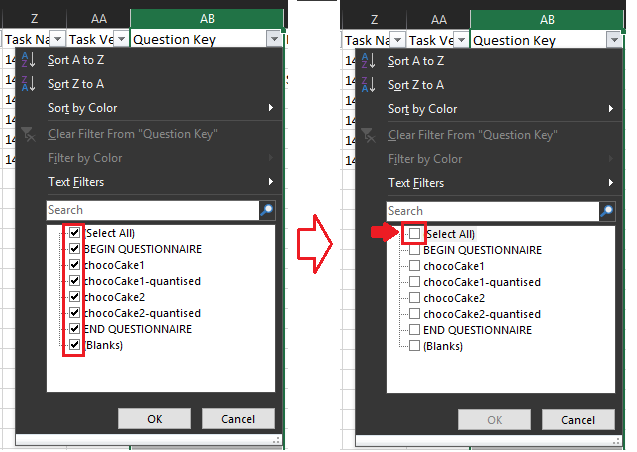 Z AA AB
Task Na Task Ve Question Key
Sort A to Z
Sort Z to A
Sort by Color
Clear Filter From "Question Key"
Filter by Color
Text Filters
Search
(Select All)
BEGIN QUESTIONNAIRE
chocoCake1
chocoCake1-quantised
chocoCake2
chocoCake2-quantised
END QUESTIONNAIRE
(Blanks)
OK Cancel
14
14
14
14
14
Z AA AB
Task Na Task Ve Question Key
Sort A to Z
Sort Z to A
Sort by Color
Clear Filter From "Question Key"
Filter by Color
Text Filters
Search
(Select All)
BEGIN QUESTIONNAIRE
chocoCake1
chocoCake1-quantised
chocoCake2
chocoCake2-quantised
END QUESTIONNAIRE
(Blanks)
OK Cancel
14
14
14
14
14